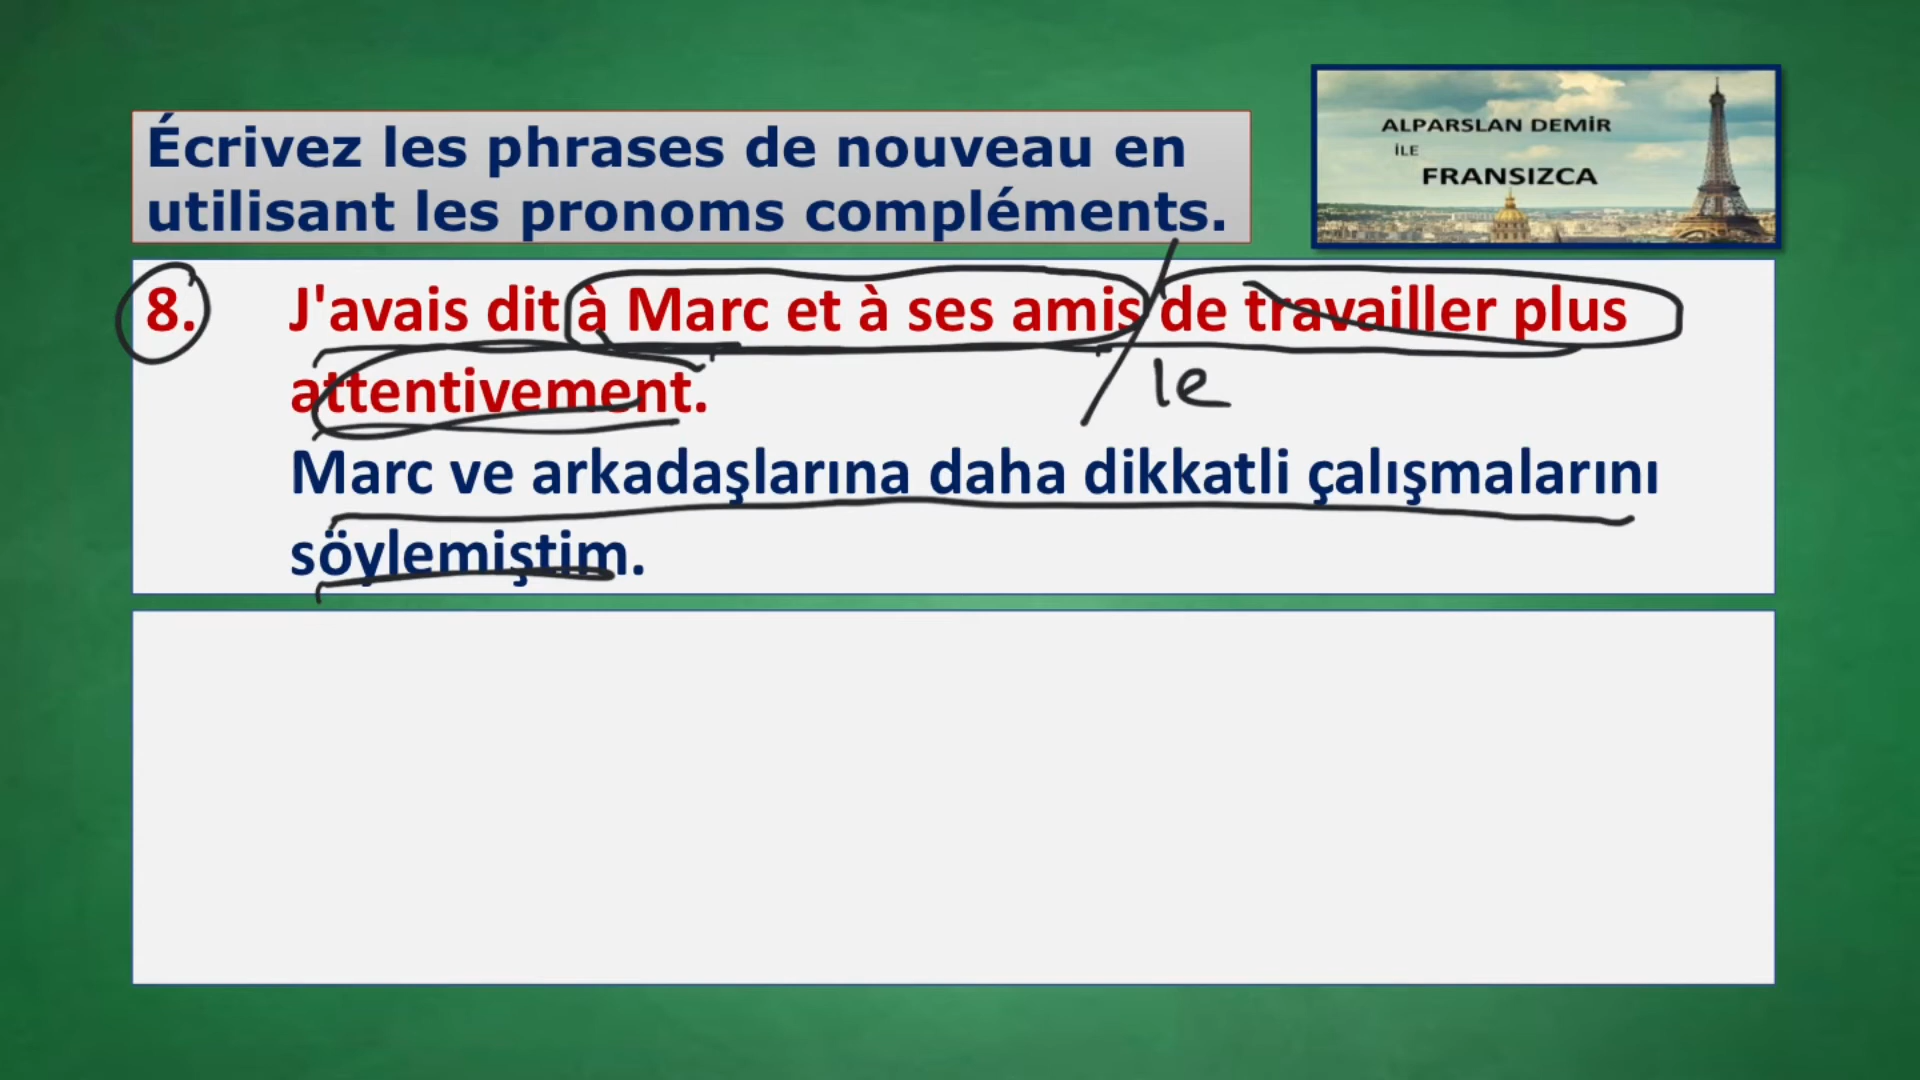 Écrivez les phrases de nouveau en
utilisant les pronoms compléments.
ALPARSLAN DEMİR
İLE
FRANSIZCA
8. J'avais dit à Marc et à ses amis de travailler plus
attentivement.
le
Marc ve arkadaşlarına daha dikkatli çalışmalarını
söylemiştim.